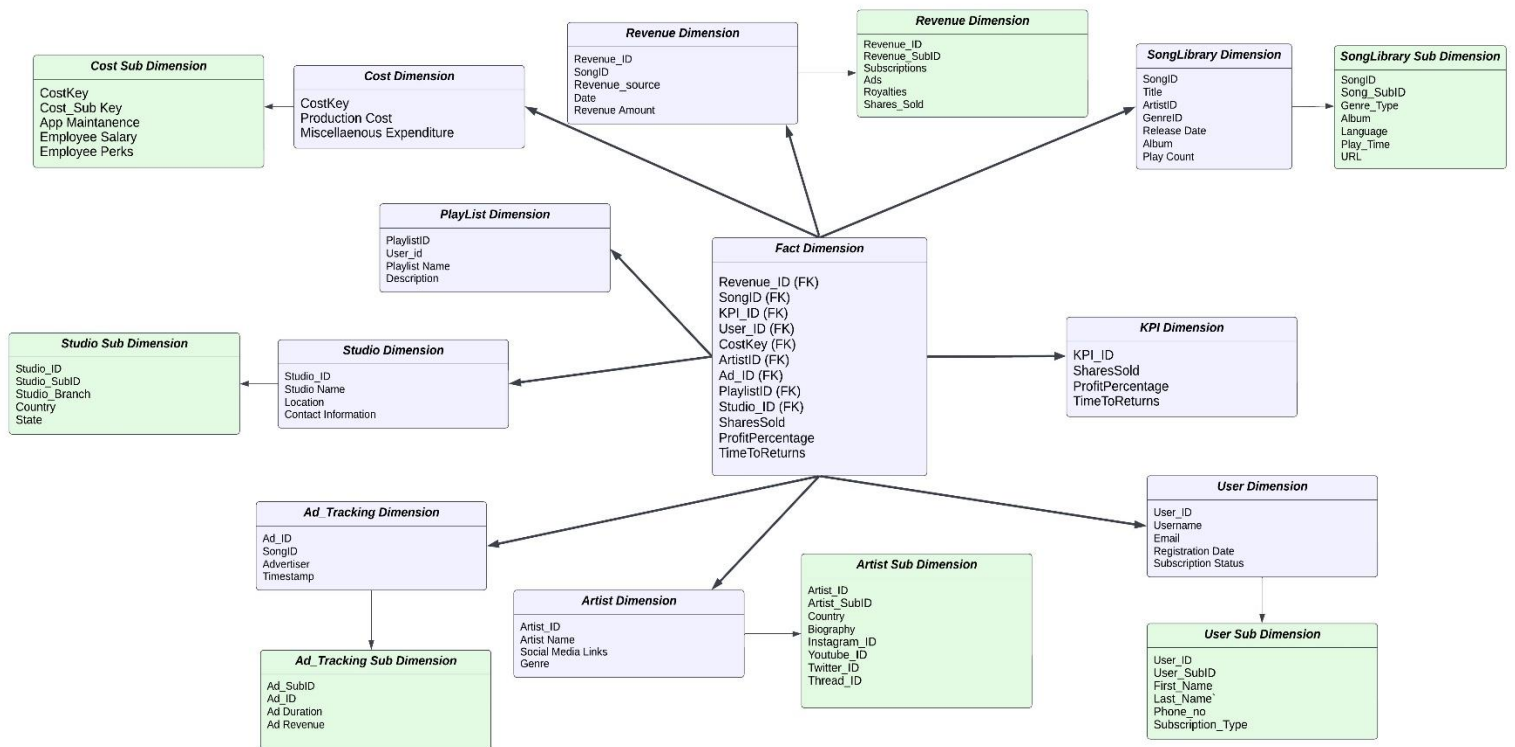 Revenue Dimension
Revenue_ID
SongID
Revenue_source
Date
Revenue Amount
Revenue Dimension
Revenue_ID
Revenue_SubID
Subscriptions
Ads
Royalties
Shares_Sold
SongLibrary Dimension
SongID
Title
ArtistID
GenreID
Release Date
Album
Play Count
SongLibrary Sub Dimension
SongID
Song_SubID
Genre_Type
Album
Language
Play_Time
URL
Cost Sub Dimension
CostKey
Cost_Sub Key
App Maintanence
Employee Salary
Employee Perks
Cost Dimension
CostKey
Production Cost
Miscellaenous Expenditure
PlayList Dimension
PlaylistID
User_id
Playlist Name
Description
Fact Dimension
Revenue_ID (FK)
SongID (FK)
KPI_ID (FK)
User_ID (FK)
CostKey (FK)
ArtistID (FK)
Ad_ID (FK)
PlaylistID (FK)
Studio_ID (FK)
SharesSold
ProfitPercentage
TimeToReturns
KPI Dimension
KPI_ID
SharesSold
ProfitPercentage
TimeToReturns
Studio Sub Dimension
Studio_ID
Studio_SubID
Studio_Branch
Country
State
Studio Dimension
Studio_ID
Studio Name
Location
Contact Information
Ad_Tracking Dimension
Ad_ID
SongID
Advertiser
Timestamp
Ad_Tracking Sub Dimension
Ad_SubID
Ad_ID
Ad Duration
Ad Revenue
Artist Dimension
Artist_ID
Artist Name
Social Media Links
Genre
Artist Sub Dimension
Artist_ID
Artist_SubID
Country
Biography
Instagram_ID
Youtube_ID
Twitter_ID
Thread_ID
User Dimension
User_ID
Username
Email
Registration Date
Subscription Status
User Sub Dimension
User_ID
User_SubID
First_Name
Last_Name`
Phone_no
Subscription_Type